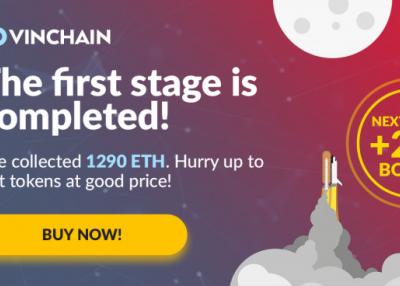 VINCHAIN
he first stage is
ompleted!
e collected 1290 ETH. Hurry up to
t tokens at good price!
BUY NOW!
NEXT
+2
BO